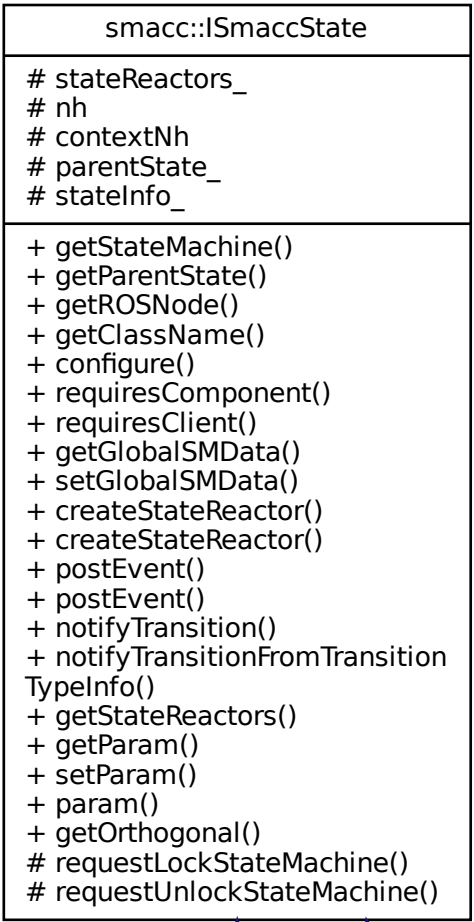 smacc::ISmaccState
# stateReactors_
# nh
# contextNh
# parentState_
# stateInfo_
+ getStateMachine()
+ getParentState()
+ getROSNode()
+ getClassName()
+ configure()
+ requiresComponent()
+ requiresClient()
+ getGlobalSMData()
+ setGlobalSMData()
+ createStateReactor()
+ createStateReactor()
+ postEvent()
+ postEvent()
+ notifyTransition()
+ notifyTransitionFromTransition
TypeInfo()
+ getStateReactors()
+ getParam()
+ setParam()
+ param()
+ getOrthogonal()
# requestLockStateMachine()
# requestUnlockStateMachine()